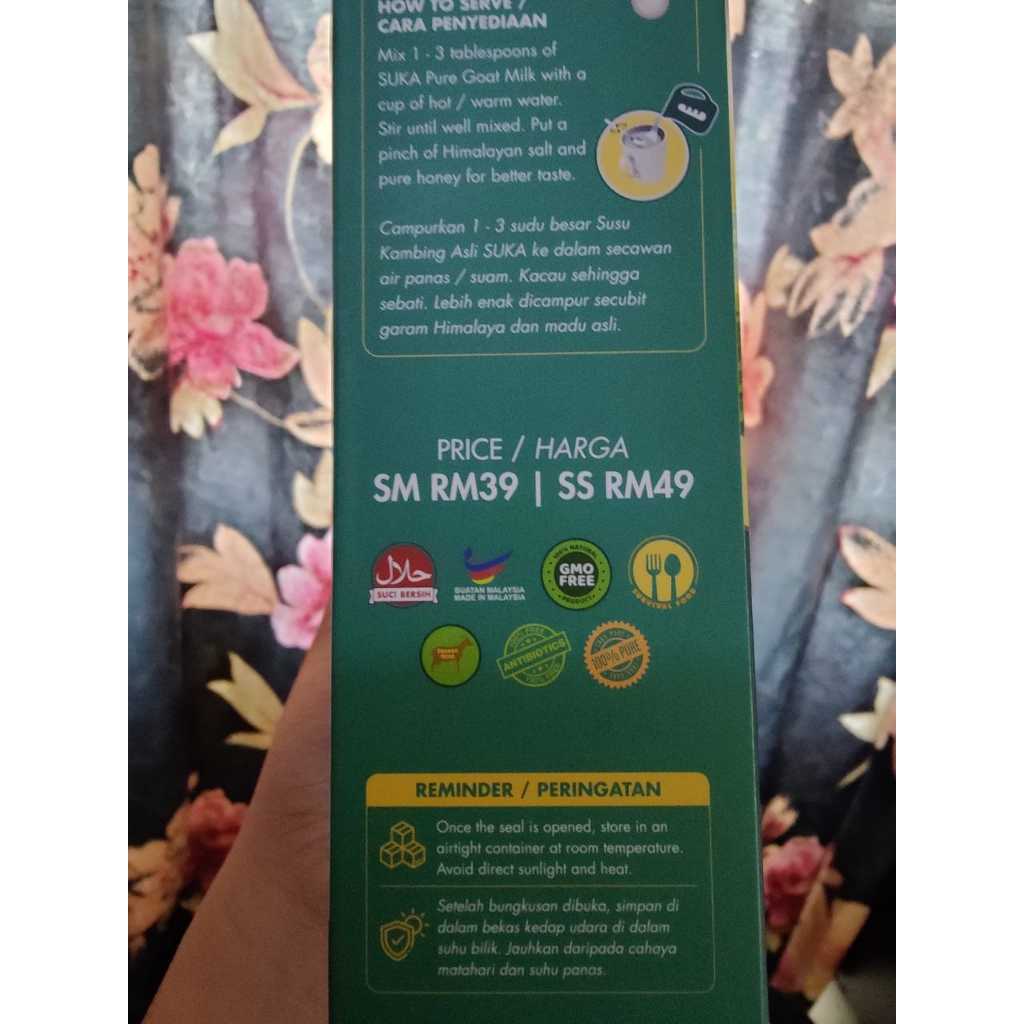 HOW TO SERVE /
CARA PENYEDIAAN
Mix 1 - 3 tablespoons of
SUKA Pure Goat Milk with a
cup of hot / warm water.
Stir until well mixed. Put a
pinch of Himalayan salt and
pure honey for better taste.
Campurkan 1 - 3 sudu besar Susu
Kambing Asli SUKA ke dalam secawan
air panas / suam. Kacau sehingga
sebati. Lebih enak dicampur secubit
garam Himalaya dan madu asli.
PRICE / HARGA
SM RM39 | SS RM49
حلال
SUCI BERSIH
BUATAN MALAYSIA
MADE IN MALAYSIA
100% NATURAL
GMO
FREE
PRODUCT
SURVIVAL FOOD
ANTIBIOTICS
100% PURE
REMINDER / PERINGATAN
Once the seal is opened, store in an
airtight container at room temperature.
Avoid direct sunlight and heat.
Setelah bungkusan dibuka, simpan di
dalam bekas kedap udara di dalam
suhu bilik. Jauhkan daripada cahaya
matahari dan suhu panas.